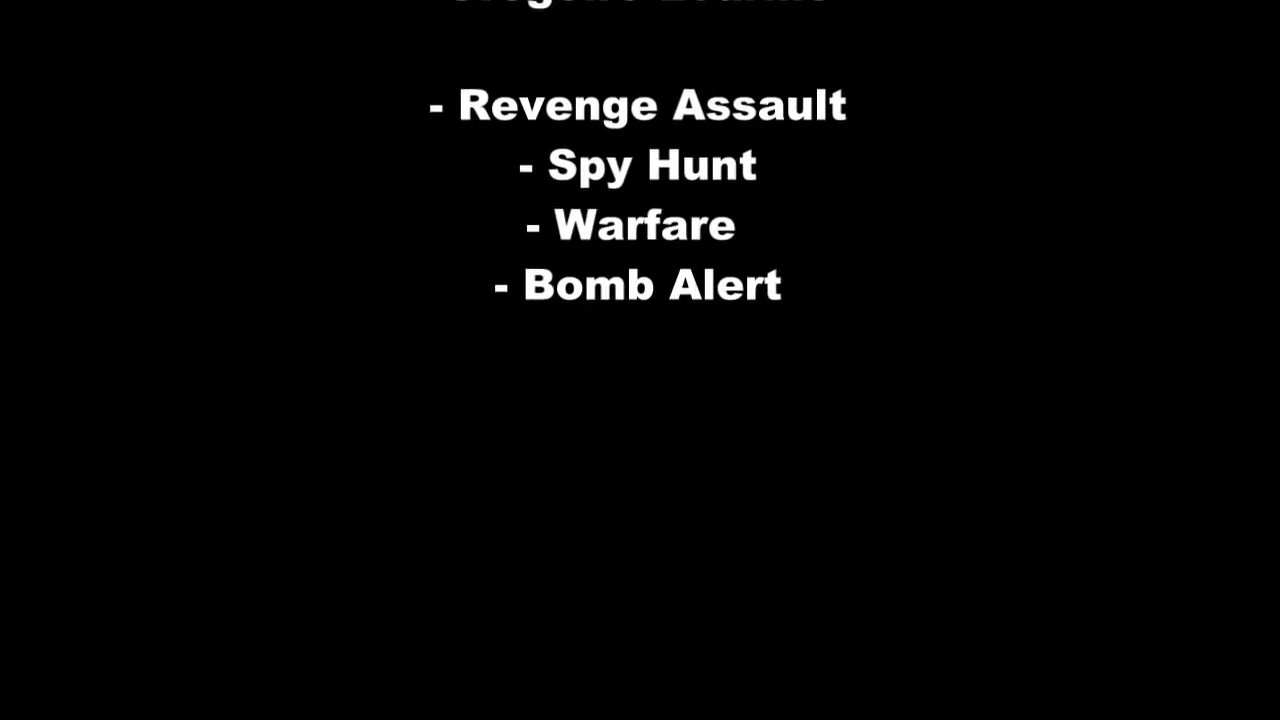 - Revenge Assault
- Spy Hunt
- Warfare
- Bomb Alert